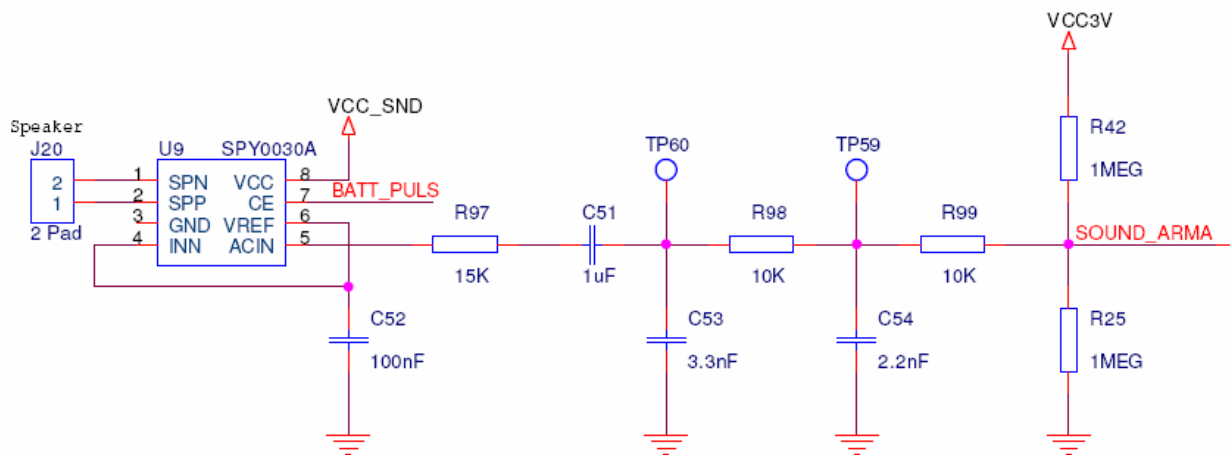 VCC3V
VCC_SND
Speaker
J20
U9
SPY0030A
TP60
TP59
R42
1MEG
2
1
1
2
3
4
SPN
SPP
GND
INN
VCC
CE
VREF
ACIN
8
7
6
5
BATT_PULS
2 Pad
R97
15K
C51
1uF
R98
10K
R99
10K
SOUND_ARMA
C52
100nF
C53
3.3nF
C54
2.2nF
R25
1MEG